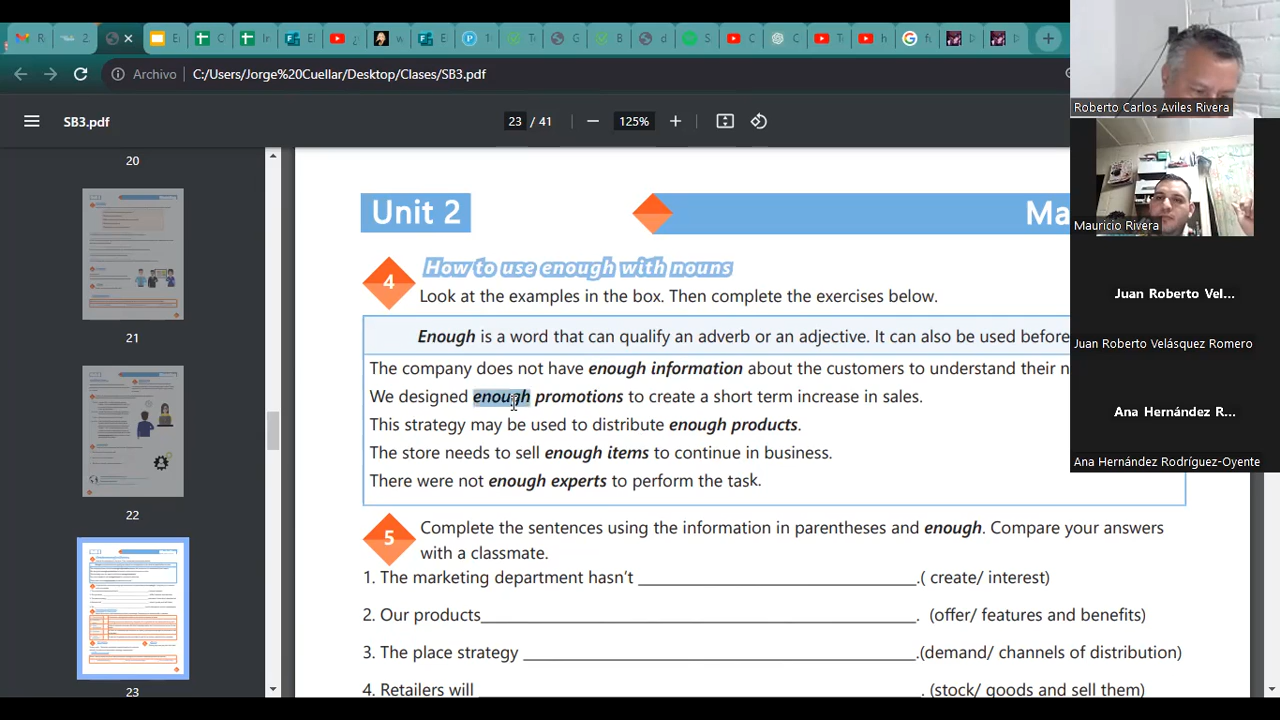 Archivo
C:/Users/Jorge%20Cuellar/Desktop/Clases/SB3.pdf
SB3.pdf
23 / 41
125%
20
21
22
23
Unit 2
Ma
4
How to use enough with nouns
Look at the examples in the box. Then complete the exercises below.
Enough is a word that can qualify an adverb or an adjective. It can also be used before
The company does not have enough information about the customers to understand their n
We designed enough promotions to create a short term increase in sales.
This strategy may be used to distribute enough products.
The store needs to sell enough items to continue in business.
There were not enough experts to perform the task.
5
Complete the sentences using the information in parentheses and enough. Compare your answers
with a classmate.
1. The marketing department hasn't ______________________________.( create/ interest)
2. Our products______________________________. (offer/ features and benefits)
3. The place strategy ______________________________.(demand/ channels of distribution)
4. Retailers will ______________________________. (stock/ goods and sell them)
Roberto Carlos Aviles Rivera
Mauricio Rivera
Juan Roberto Vel...
Juan Roberto Velásquez Romero
Ana Hernández R...
Ana Hernández Rodríguez-Oyente